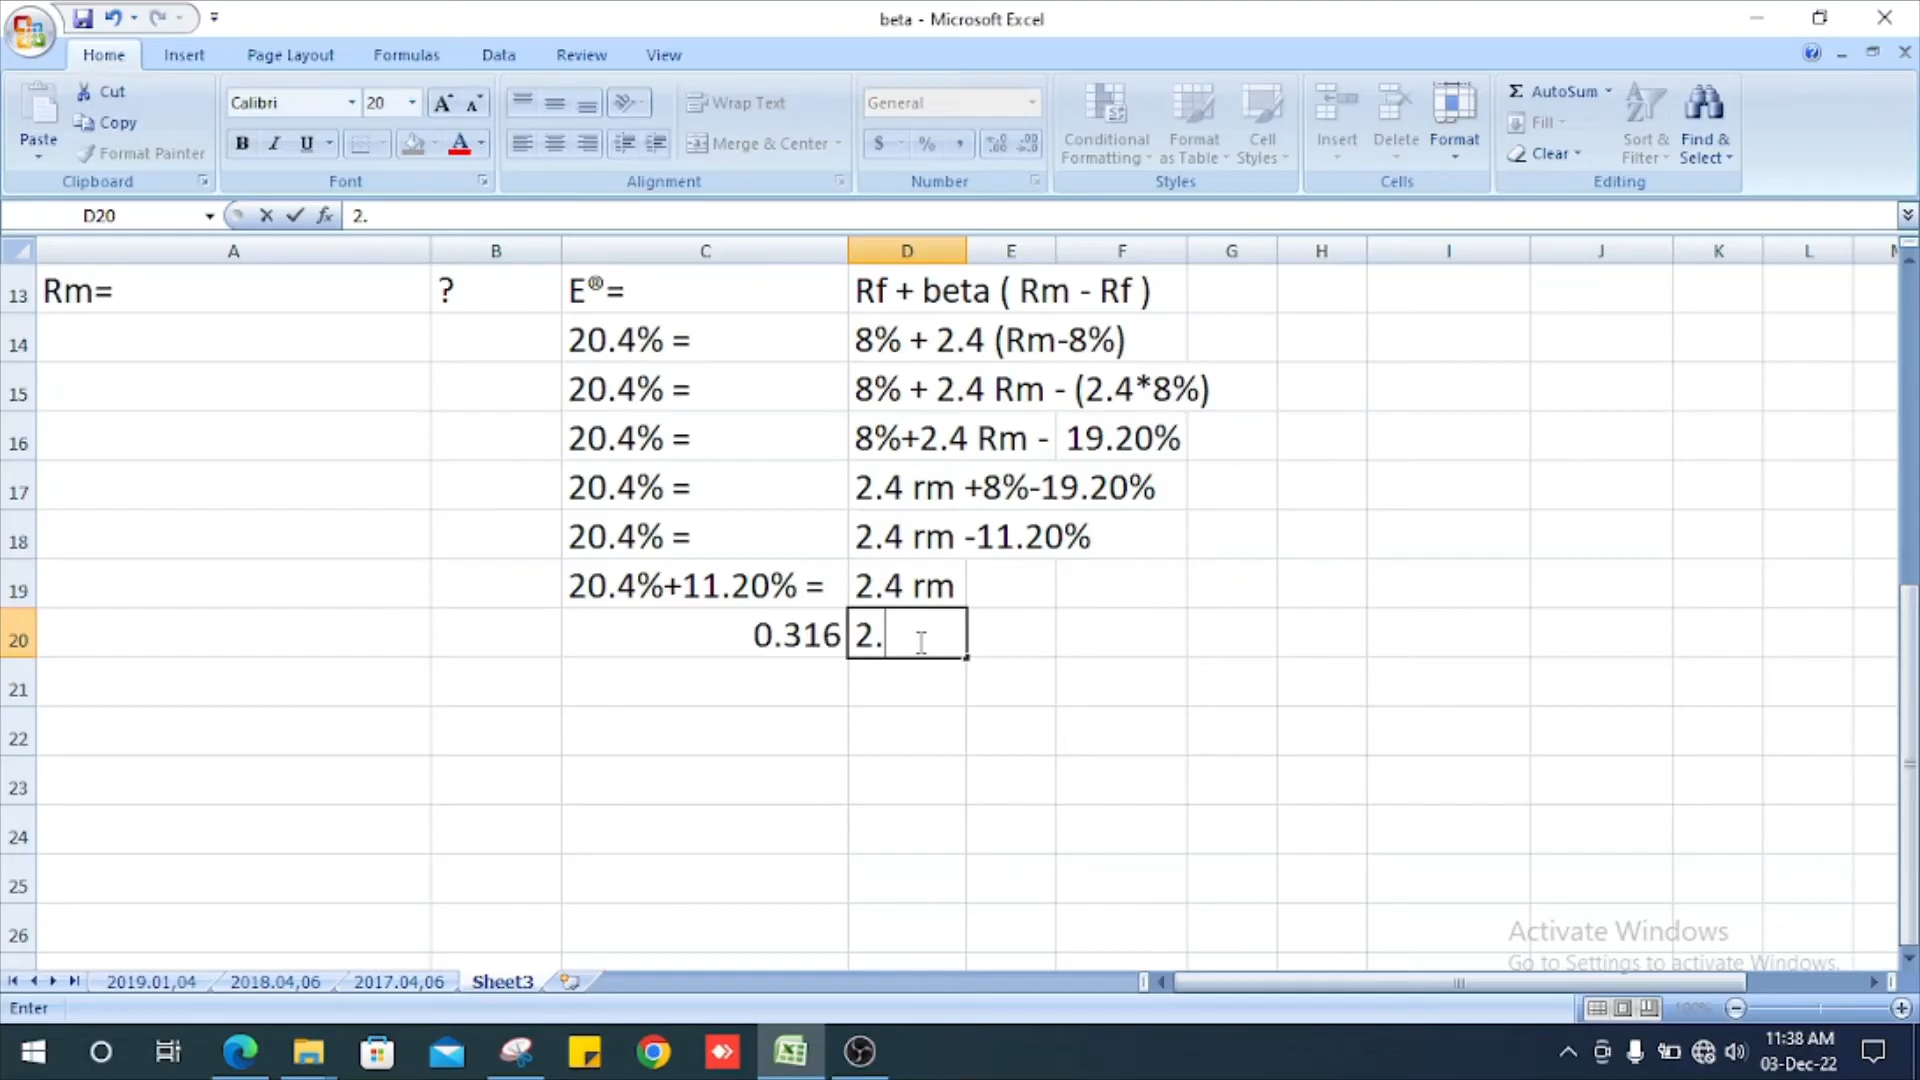 beta - Microsoft Excel
Home Insert Page Layout Formulas Data Review View
Paste
Cut
Copy
Format Painter
Clipboard
Calibri 20
B I U
Font
Wrap Text
Merge & Center
Alignment
General
$ % ,
Number
Conditional Formatting
Format as Table
Cell Styles
Styles
Insert Delete Format
Cells
Σ AutoSum
Fill
Clear
Sort & Filter
Find & Select
Editing
D20 fx 2.
A B C D E F G H I J K L M
13 Rm= ? E®= Rf + beta ( Rm - Rf )
14 20.4% = 8% + 2.4 (Rm-8%)
15 20.4% = 8% + 2.4 Rm - (2.4*8%)
16 20.4% = 8%+2.4 Rm - 19.20%
17 20.4% = 2.4 rm +8%-19.20%
18 20.4% = 2.4 rm -11.20%
19 20.4%+11.20% = 2.4 rm
20 0.316 2.
21
22
23
24
25
26
Activate Windows
Go to Settings to activate Windows.
2019.01,04 2018.04,06 2017.04,06 Sheet3
Enter 100%
11:38 AM
03-Dec-22